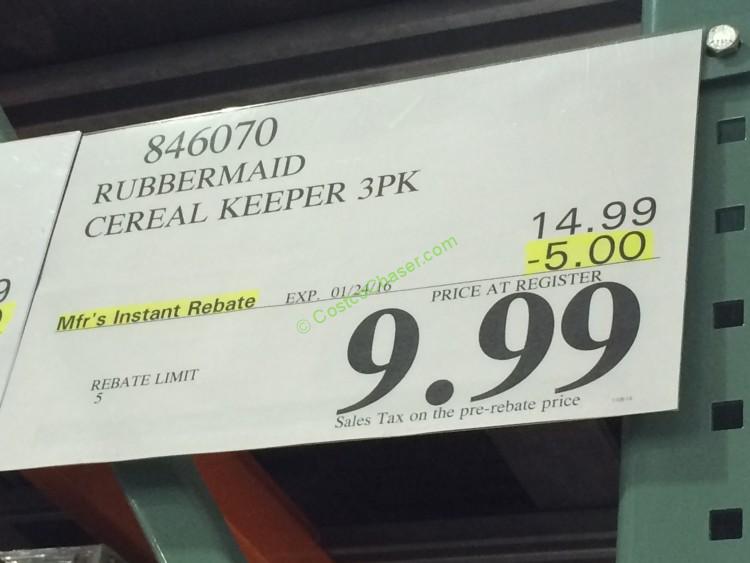 846070
RUBBERMAID
CEREAL KEEPER 3PK
14.99
-5.00
Mfr's Instant Rebate EXP. 01/24/16 PRICE AT REGISTER
9.99
REBATE LIMIT
5
Sales Tax on the pre-rebate price
© CostcoChaser.com
9